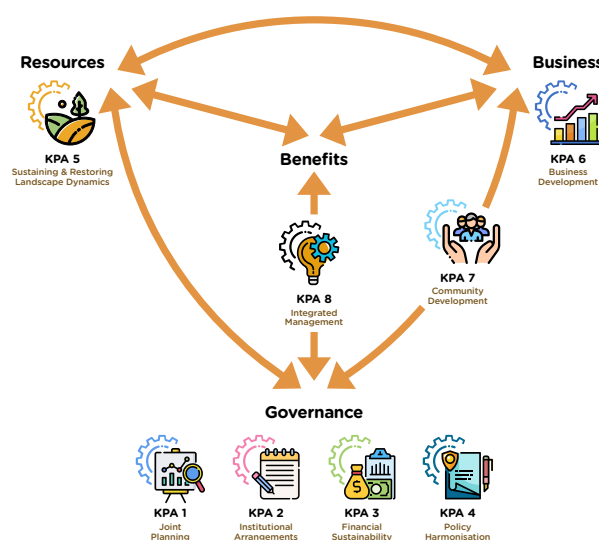 Resources
Business
KPA 5
Sustaining & Restoring
Landscape Dynamics
KPA 6
Business
Development
Benefits
KPA 7
Community
Development
KPA 8
Integrated
Management
Governance
KPA 1
Joint
Planning
KPA 2
Institutional
Arrangements
KPA 3
Financial
Sustainability
KPA 4
Policy
Harmonisation
$